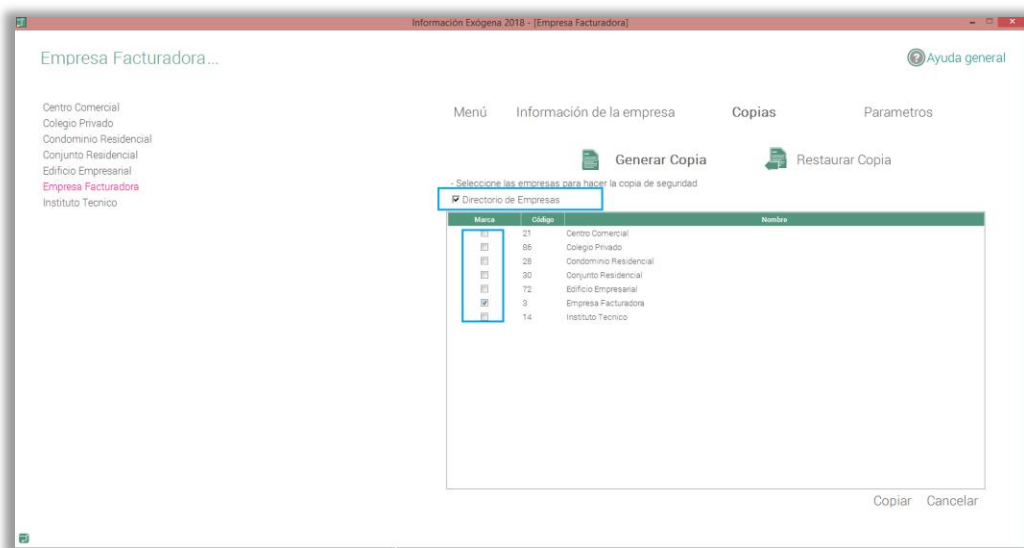 Información Exógena 2018 - [Empresa Facturadora]
Empresa Facturadora...
Ayuda general
Centro Comercial
Colegio Privado
Condominio Residencial
Conjunto Residencial
Edificio Empresarial
Empresa Facturadora
Instituto Tecnico
Menú Información de la empresa Copias Parametros
Generar Copia Restaurar Copia
- Seleccione las empresas para hacer la copia de seguridad
Directorio de Empresas
Marca Código Nombre
21 Centro Comercial
86 Colegio Privado
28 Condominio Residencial
30 Conjunto Residencial
72 Edificio Empresarial
3 Empresa Facturadora
14 Instituto Tecnico
Copiar Cancelar